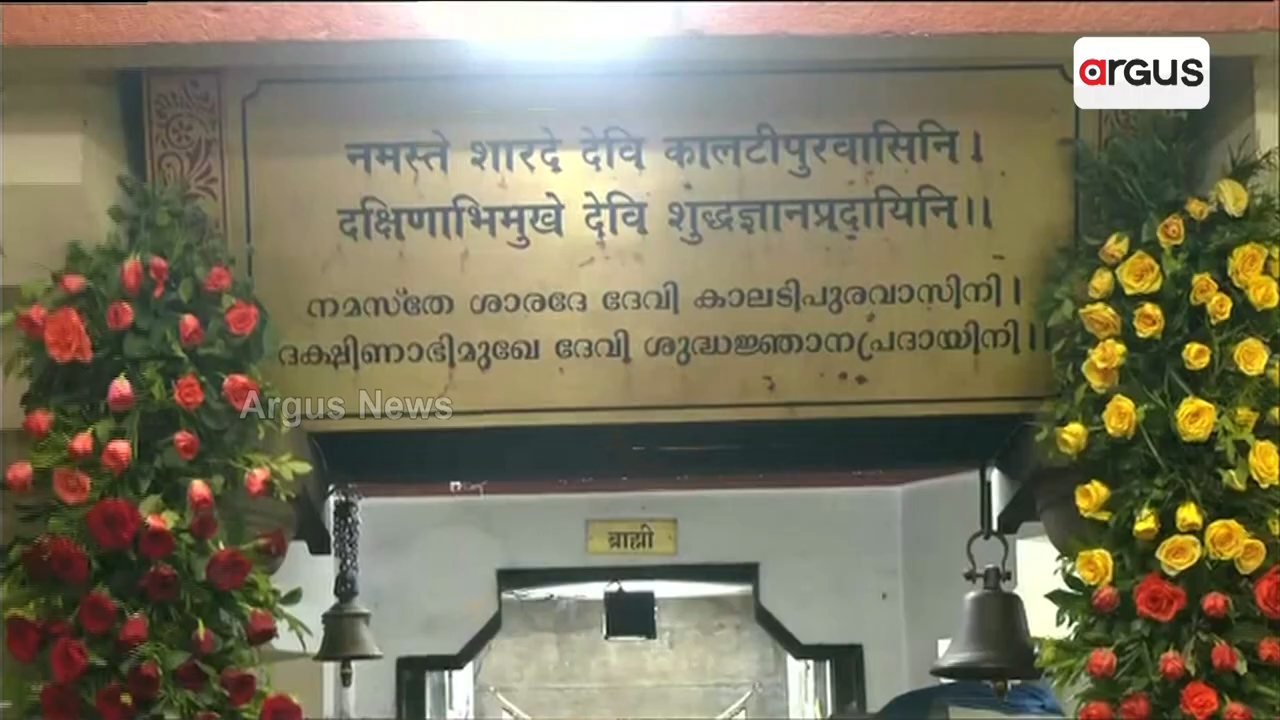 argus
नमस्ते शारदे देवि कालटीपुरवासिनि।
दक्षिणाभिमुखे देवि शुद्धज्ञानप्रदायिनि।।
നമസ്തേ ശാരദേ ദേവി കാലടിപുരവാസിനി।
ദക്ഷിണാഭിമുഖേ ദേവി ശുദ്ധജ്ഞാനപ്രദായിനി।।
Argus News
ब्राह्मी